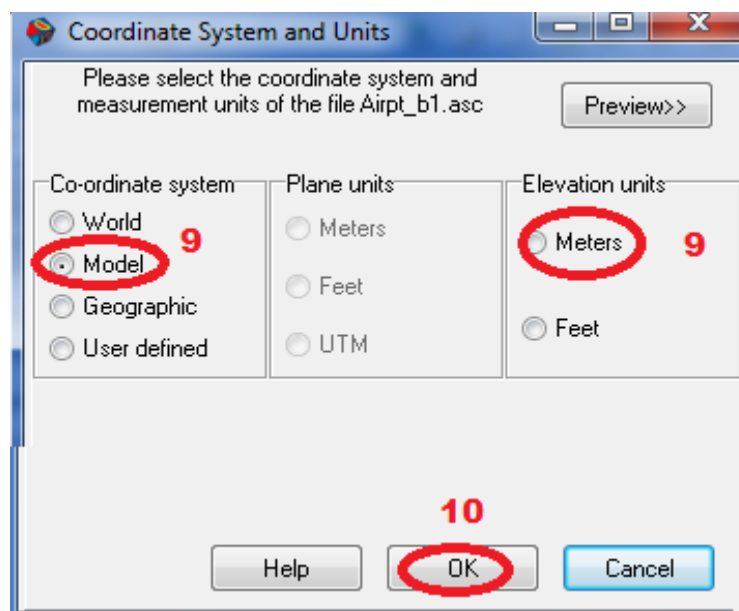 Coordinate System and Units
Please select the coordinate system and
measurement units of the file Airpt_b1.asc
Preview>>
Co-ordinate system
World
9
Model
Geographic
User defined
Plane units
Meters
Feet
UTM
Elevation units
Meters
9
Feet
10
Help
OK
Cancel